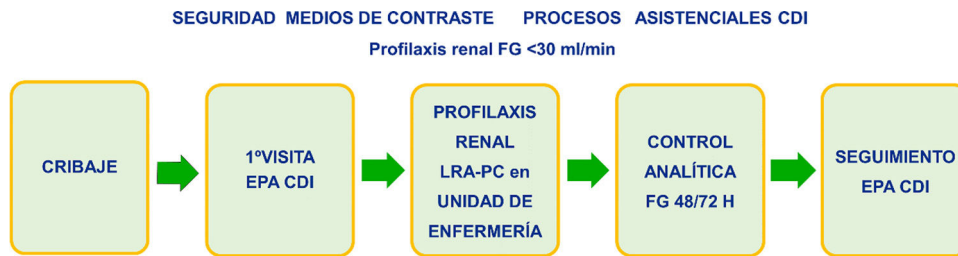 SEGURIDAD MEDIOS DE CONTRASTE PROCESOS ASISTENCIALES CDI
Profilaxis renal FG <30 ml/min
CRIBAJE
1ºVISITA
EPA CDI
PROFILAXIS
RENAL
LRA-PC en
UNIDAD DE
ENFERMERÍA
CONTROL
ANALÍTICA
FG 48/72 H
SEGUIMIENTO
EPA CDI